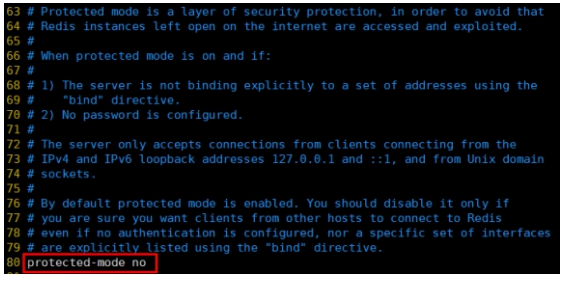 63 # Protected mode is a layer of security protection, in order to avoid that
64 # Redis instances left open on the internet are accessed and exploited.
65 #
66 # When protected mode is on and if:
67 #
68 # 1) The server is not binding explicitly to a set of addresses using the
69 #    "bind" directive.
70 # 2) No password is configured.
71 #
72 # The server only accepts connections from clients connecting from the
73 # IPv4 and IPv6 loopback addresses 127.0.0.1 and ::1, and from Unix domain
74 # sockets.
75 #
76 # By default protected mode is enabled. You should disable it only if
77 # you are sure you want clients from other hosts to connect to Redis
78 # even if no authentication is configured, nor a specific set of interfaces
79 # are explicitly listed using the "bind" directive.
80 protected-mode no